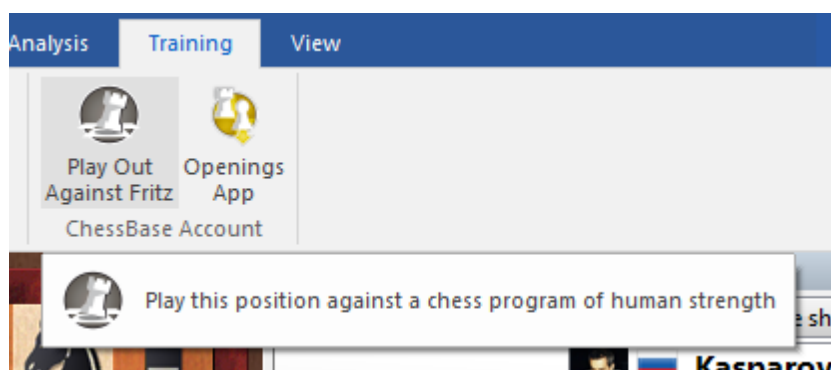 Analysis Training View
Play Out Openings
Against Fritz App
ChessBase Account
Play this position against a chess program of human strength
e sh
Kasparov